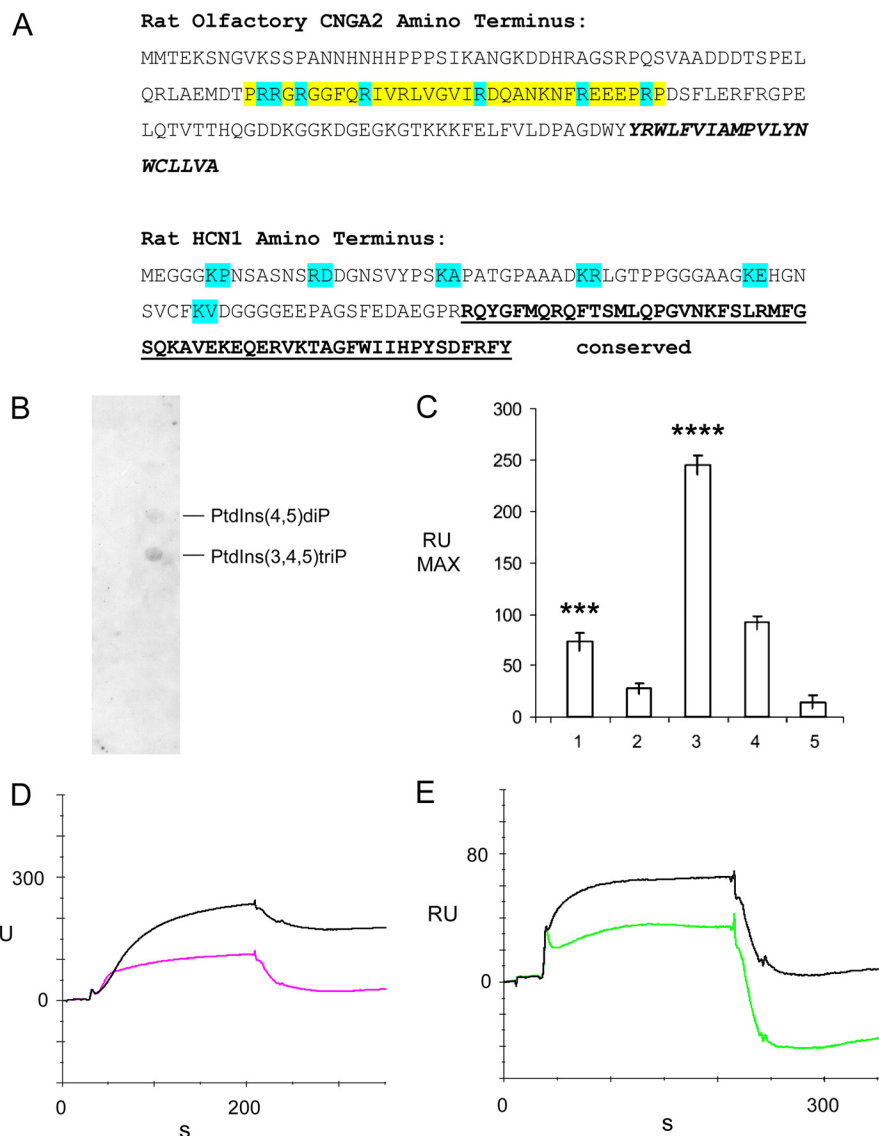 A
Rat Olfactory CNGA2 Amino Terminus:
MMTEKSNGVKSSPANNHNHHPPPSIKANGKDDHRAGSRPQSVAADDDTSPEL
QRLAEMDTPRRGRGGFQRIVRLVGVIRDQANKNFREEEPRPDSFLERFRGPE
LQTVTTHQGDDKGGKDGEGKGTKKKFELFVLDPAGDWYYRWLFVIAMPVLYN
WCLLVA
Rat HCN1 Amino Terminus:
MEGGGKPNSASNSRDDGNSVYPSKAPATGPAAADKRLGTPPGGGAAGKEHGN
SVCFKVDGGGGEEPAGSFEDAEGPRRQYGFMQRQFTSMLQPGVNKFSLRMFG
SQKAVEKEQERVKTAGFWIIHPYSDFRFY conserved
B
PtdIns(4,5)diP
PtdIns(3,4,5)triP
C
300
250
200
150
100
50
0
RU
MAX
***
****
1 2 3 4 5
D
300
U
0
0 200
s
E
80
RU
0
0 300
s